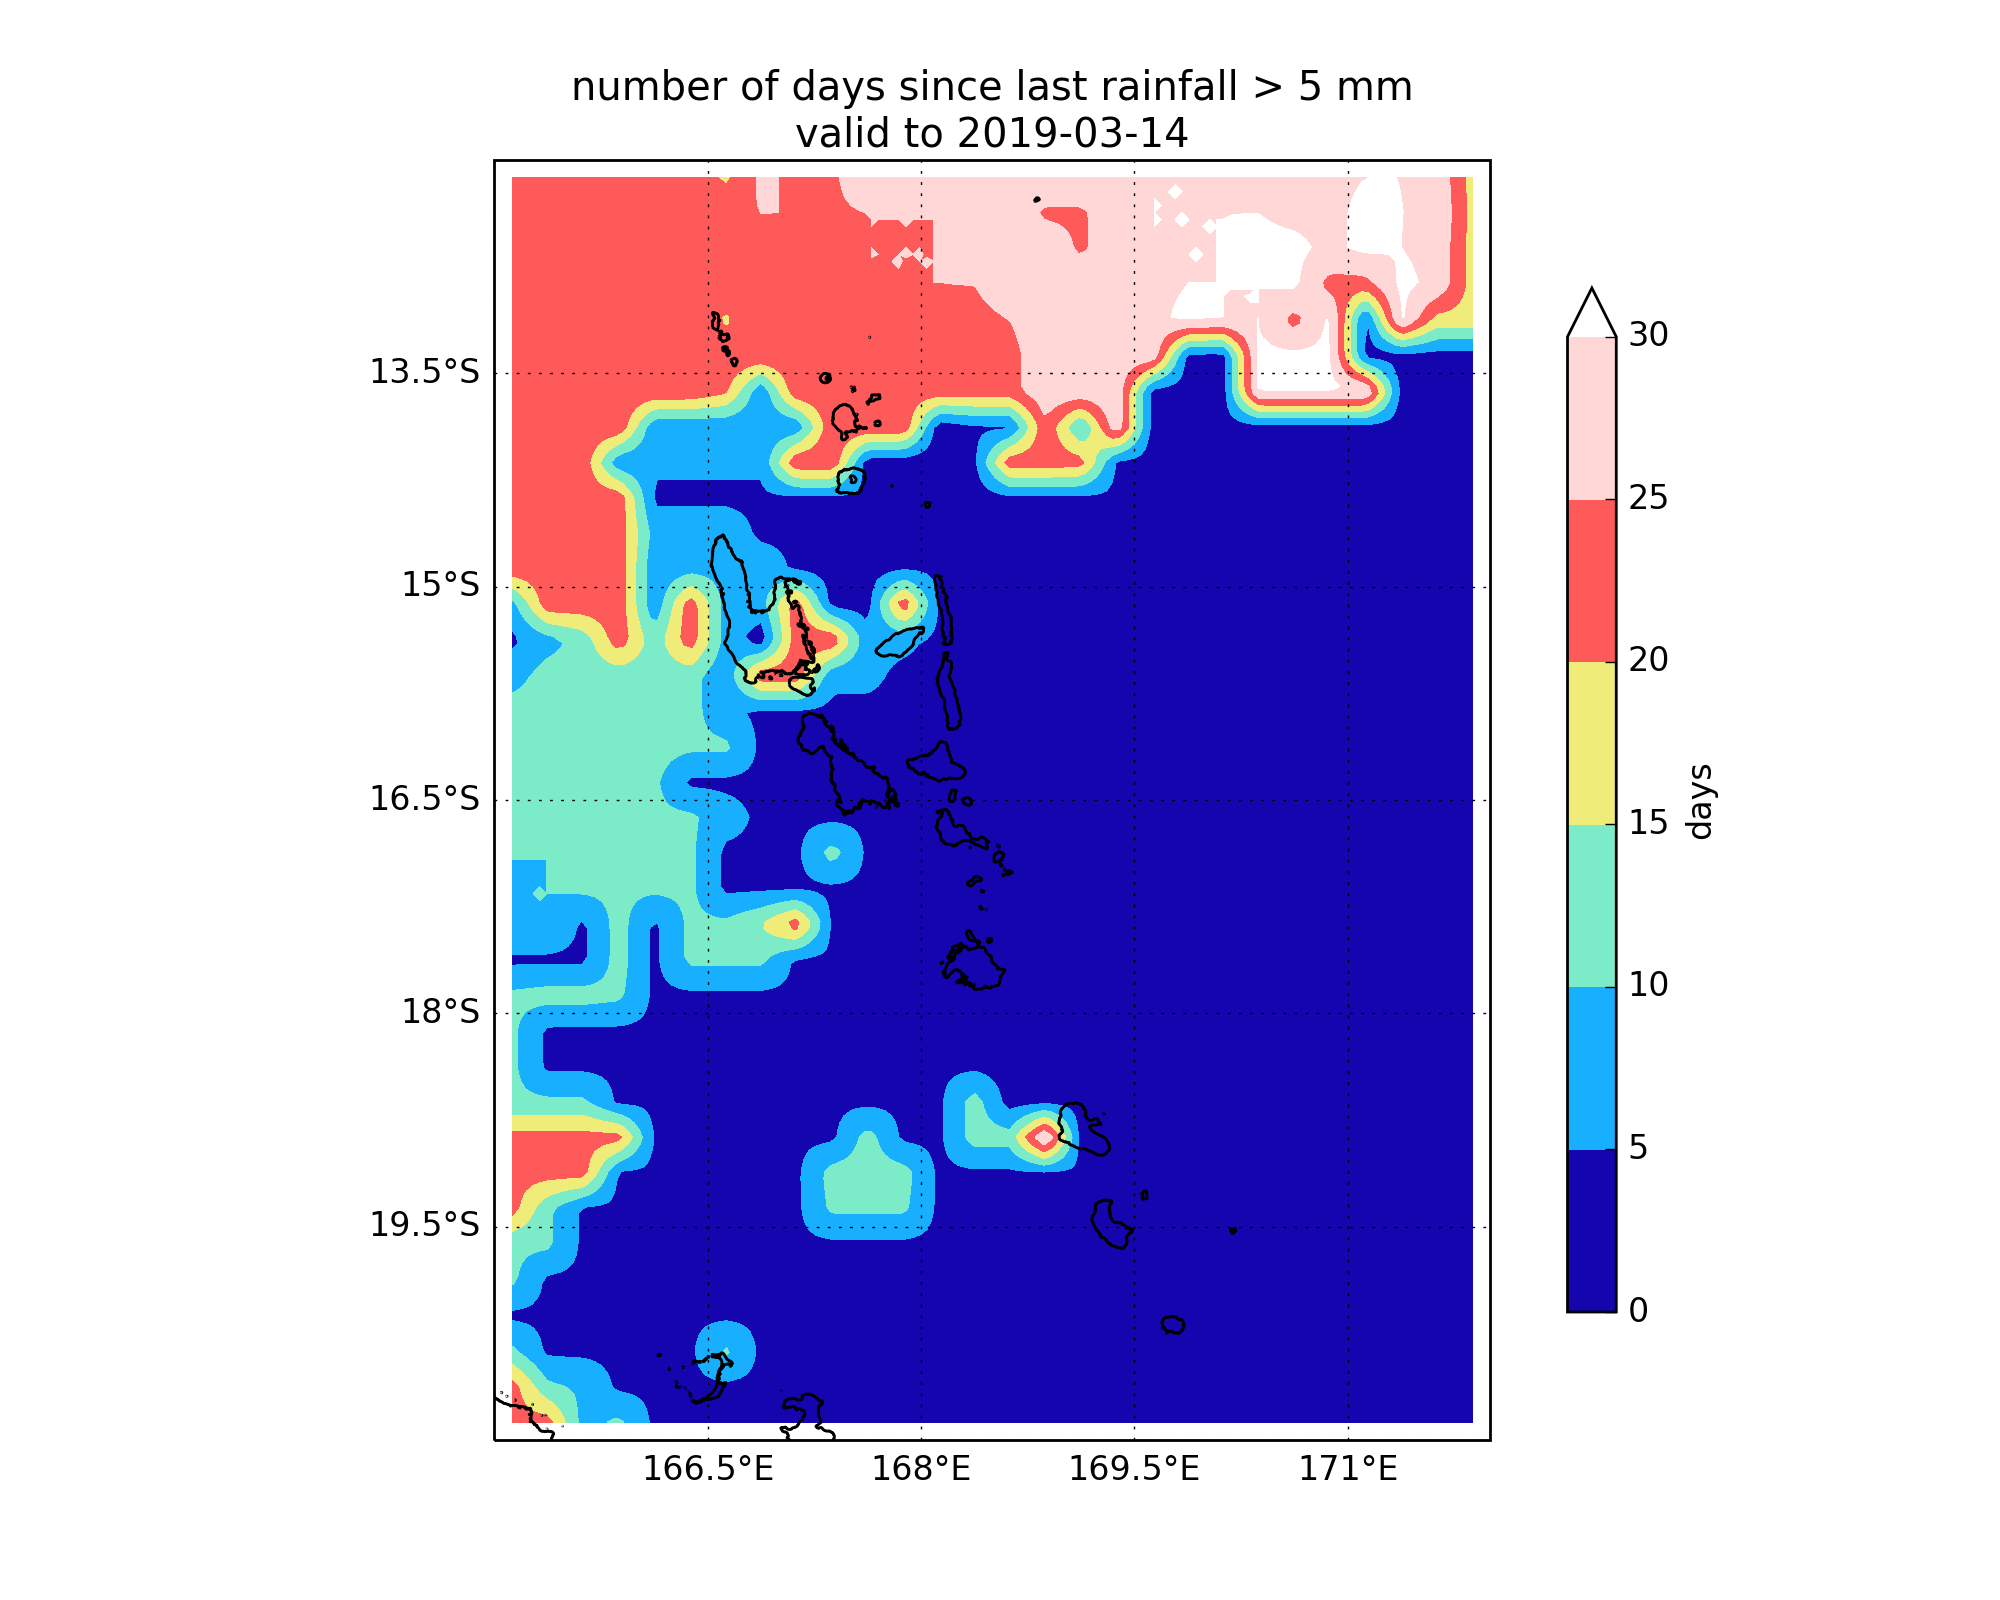 number of days since last rainfall > 5 mm
valid to 2019-03-14
13.5°S
15°S
16.5°S
18°S
19.5°S
166.5°E
168°E
169.5°E
171°E
30
25
20
15
10
5
0
days